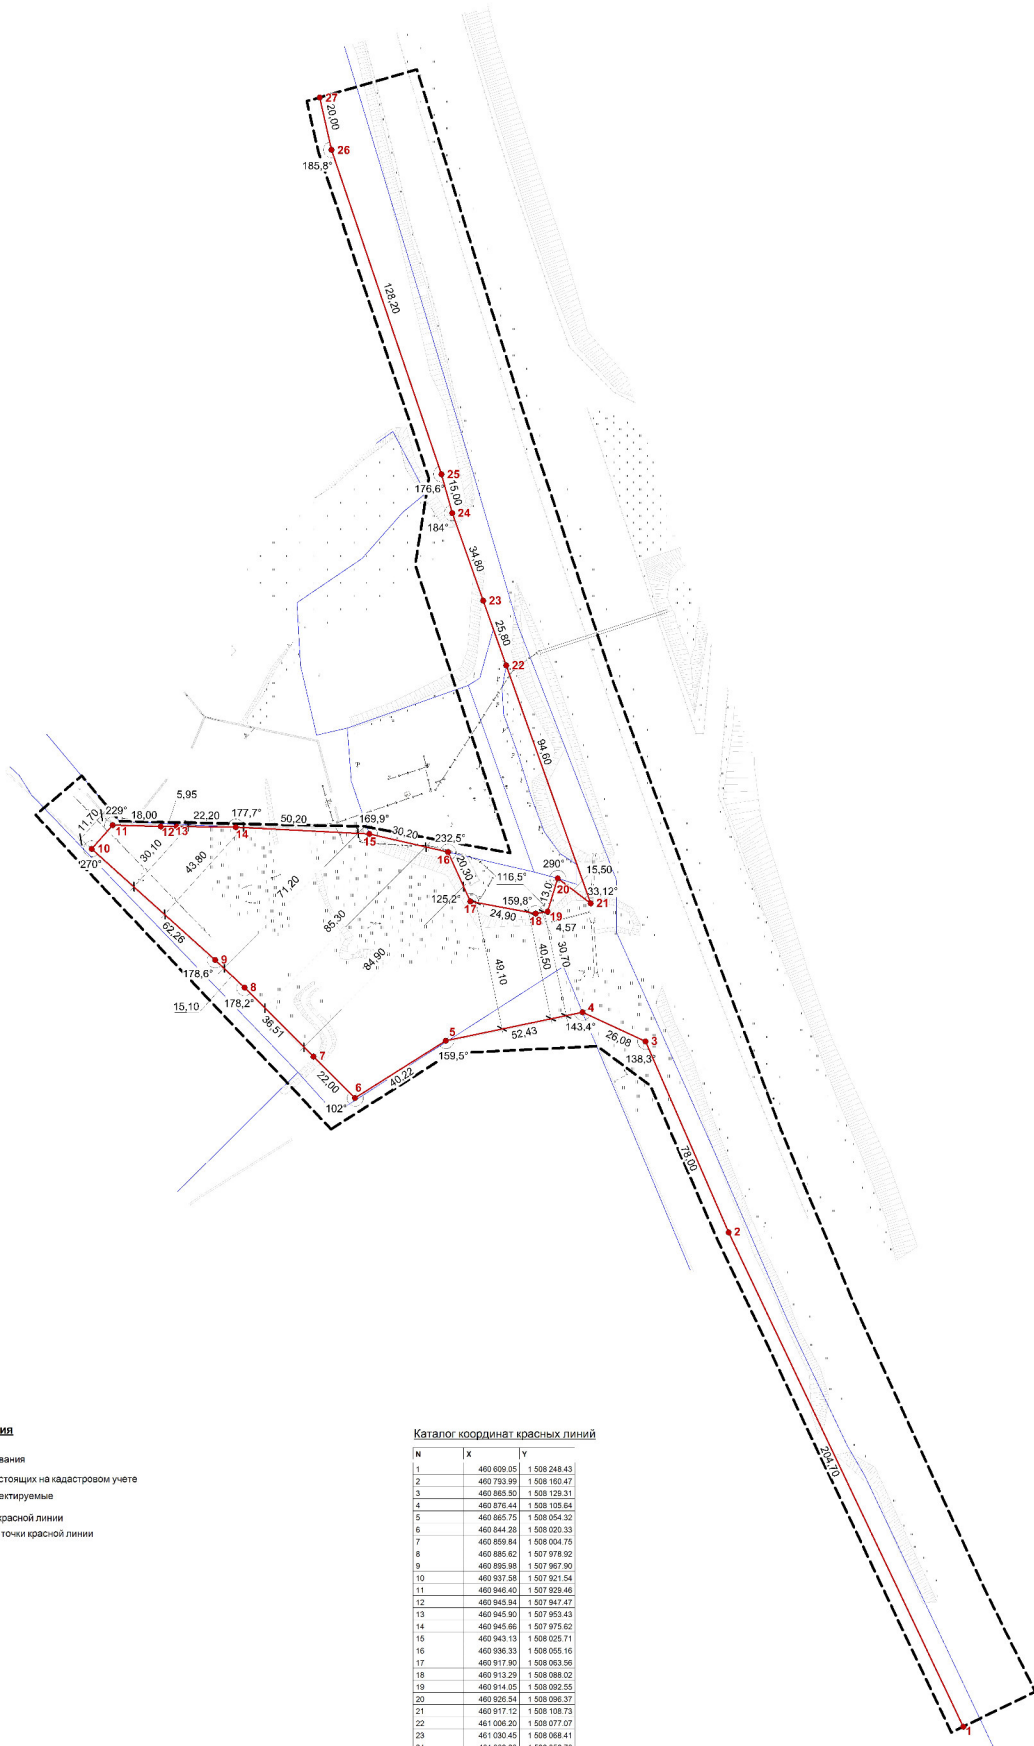 27
20,00
26
185,8°
128,20
25
176,6°
15,00
24
184°
34,80
23
25,80
22
94,60
5,95
11,70
229°
18,00
22,20
177,7°
50,20
169,9°
30,20
232,5°
11
12
13
14
15
16
10
270°
30,10
43,80
71,20
85,30
84,90
20,30
116,5°
290°
15,50
20
33,12°
21
13,0
125,2°
17
159,8°
24,90
18
19
4,57
62,26
9
178,6°
8
178,2°
15,10
36,51
49,10
40,50
30,70
4
143,4°
26,08
3
138,3°
5
52,43
159,5°
7
22,00
6
102°
40,22
78,00
2
204,70
1
ия
вания
стоящих на кадастровом учете
ектируемые
красной линии
точки красной линии
Каталог координат красных линий
N X Y
1 460 609.05 1 508 248.43
2 460 793.99 1 508 160.47
3 460 865.50 1 508 129.31
4 460 876.44 1 508 105.64
5 460 865.75 1 508 054.32
6 460 844.28 1 508 020.33
7 460 859.84 1 508 004.75
8 460 885.62 1 507 978.92
9 460 895.98 1 507 967.90
10 460 937.58 1 507 921.54
11 460 946.40 1 507 929.46
12 460 945.94 1 507 947.47
13 460 945.90 1 507 953.43
14 460 945.66 1 507 975.62
15 460 943.13 1 508 025.71
16 460 936.33 1 508 055.16
17 460 917.90 1 508 063.56
18 460 913.29 1 508 088.02
19 460 914.05 1 508 092.55
20 460 926.54 1 508 096.37
21 460 917.12 1 508 108.73
22 461 006.20 1 508 077.07
23 461 030.45 1 508 068.41